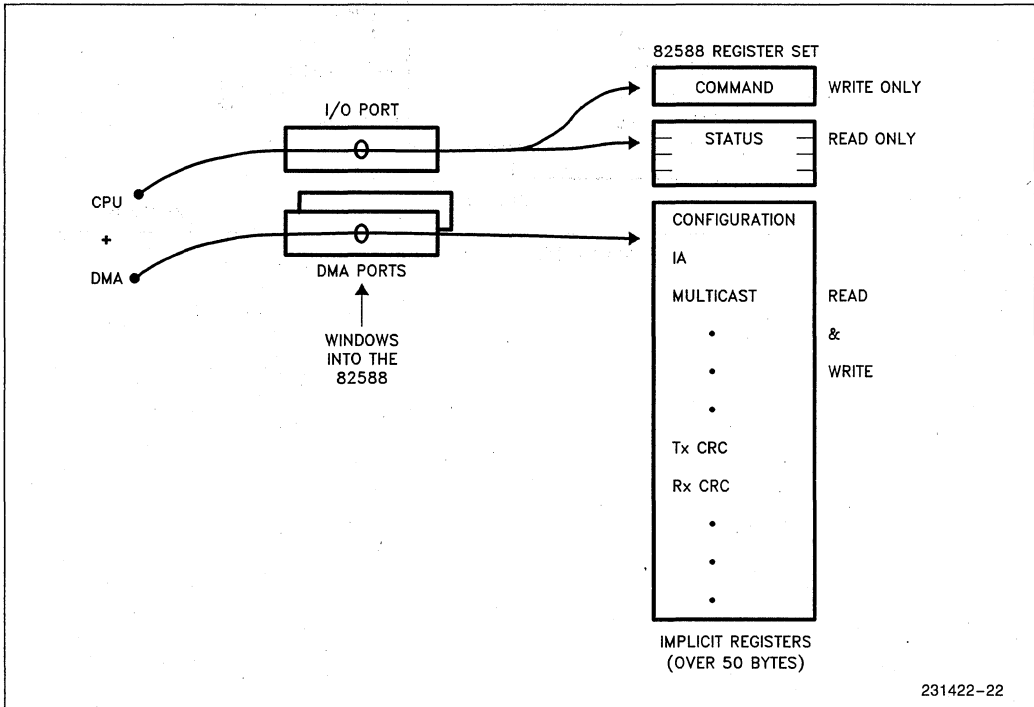 82588 REGISTER SET
COMMAND
WRITE ONLY
I/O PORT
STATUS
READ ONLY
CPU
+
DMA
DMA PORTS
WINDOWS
INTO THE
82588
CONFIGURATION
IA
MULTICAST
•
•
•
Tx CRC
Rx CRC
•
•
•
READ
&
WRITE
IMPLICIT REGISTERS
(OVER 50 BYTES)
231422-22